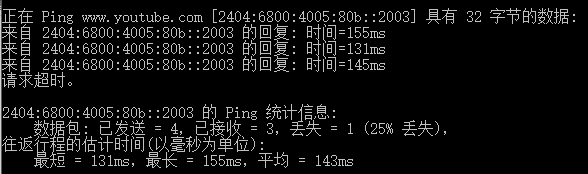 正在 Ping www.youtube.com [2404:6800:4005:80b::2003] 具有 32 字节的数据:
来自 2404:6800:4005:80b::2003 的回复: 时间=155ms
来自 2404:6800:4005:80b::2003 的回复: 时间=131ms
来自 2404:6800:4005:80b::2003 的回复: 时间=145ms
请求超时。
2404:6800:4005:80b::2003 的 Ping 统计信息:
数据包: 已发送 = 4，已接收 = 3，丢失 = 1 (25% 丢失)，
往返行程的估计时间(以毫秒为单位):
最短 = 131ms，最长 = 155ms，平均 = 143ms